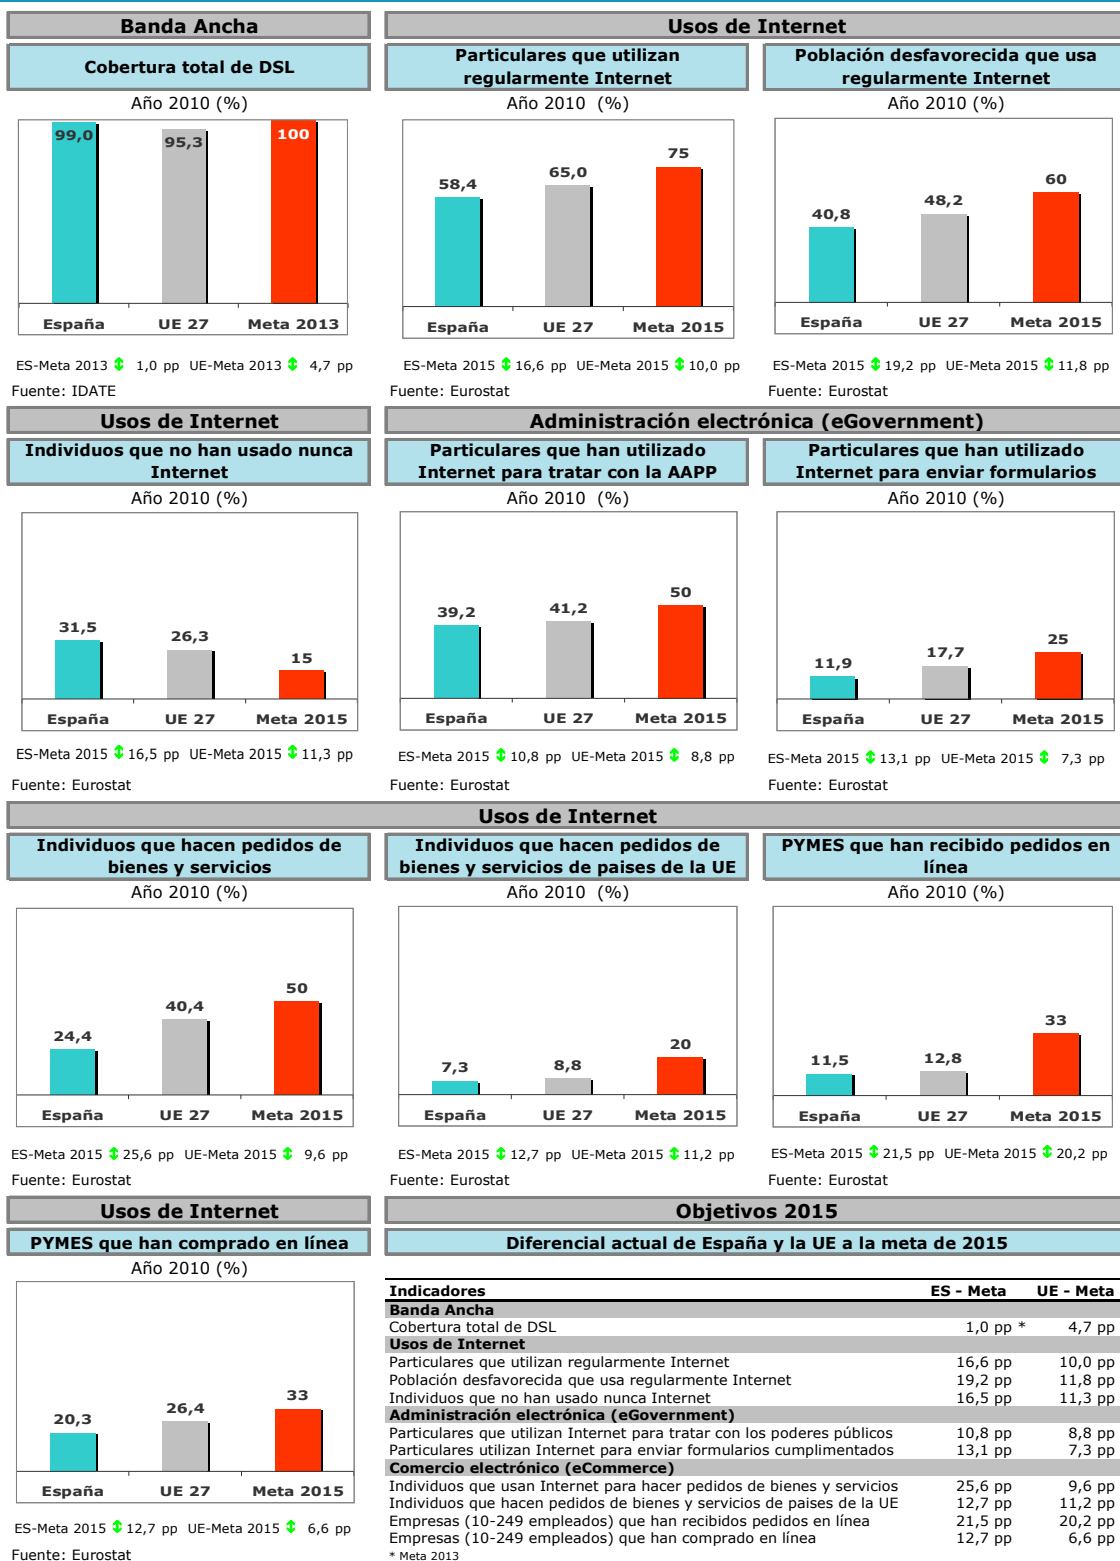 Banda Ancha
Usos de Internet
Cobertura total de DSL
Particulares que utilizan
regularmente Internet
Población desfavorecida que usa
regularmente Internet
Año 2010 (%)
99,0
95,3
100
España UE 27 Meta 2013
ES-Meta 2013 1,0 pp UE-Meta 2013 4,7 pp
Fuente: IDATE
Año 2010 (%)
58,4
65,0
75
España UE 27 Meta 2015
ES-Meta 2015 16,6 pp UE-Meta 2015 10,0 pp
Fuente: Eurostat
Año 2010 (%)
40,8
48,2
60
España UE 27 Meta 2015
ES-Meta 2015 19,2 pp UE-Meta 2015 11,8 pp
Fuente: Eurostat
Usos de Internet
Administración electrónica (eGovernment)
Individuos que no han usado nunca
Internet
Año 2010 (%)
31,5
26,3
15
España UE 27 Meta 2015
ES-Meta 2015 16,5 pp UE-Meta 2015 11,3 pp
Fuente: Eurostat
Particulares que han utilizado
Internet para tratar con la AAPP
Año 2010 (%)
39,2
41,2
50
España UE 27 Meta 2015
ES-Meta 2015 10,8 pp UE-Meta 2015 8,8 pp
Fuente: Eurostat
Particulares que han utilizado
Internet para enviar formularios
Año 2010 (%)
11,9
17,7
25
España UE 27 Meta 2015
ES-Meta 2015 13,1 pp UE-Meta 2015 7,3 pp
Fuente: Eurostat
Usos de Internet
Individuos que hacen pedidos de
bienes y servicios
Año 2010 (%)
24,4
40,4
50
España UE 27 Meta 2015
ES-Meta 2015 25,6 pp UE-Meta 2015 9,6 pp
Fuente: Eurostat
Individuos que hacen pedidos de
bienes y servicios de paises de la UE
Año 2010 (%)
7,3
8,8
20
España UE 27 Meta 2015
ES-Meta 2015 12,7 pp UE-Meta 2015 11,2 pp
Fuente: Eurostat
PYMES que han recibido pedidos en
línea
Año 2010 (%)
11,5
12,8
33
España UE 27 Meta 2015
ES-Meta 2015 21,5 pp UE-Meta 2015 20,2 pp
Fuente: Eurostat
Usos de Internet
PYMES que han comprado en línea
Año 2010 (%)
20,3
26,4
33
España UE 27 Meta 2015
ES-Meta 2015 12,7 pp UE-Meta 2015 6,6 pp
Fuente: Eurostat
Objetivos 2015
Diferencial actual de España y la UE a la meta de 2015
Indicadores ES - Meta UE - Meta
Banda Ancha
Cobertura total de DSL 1,0 pp * 4,7 pp
Usos de Internet
Particulares que utilizan regularmente Internet 16,6 pp 10,0 pp
Población desfavorecida que usa regularmente Internet 19,2 pp 11,8 pp
Individuos que no han usado nunca Internet 16,5 pp 11,3 pp
Administración electrónica (eGovernment)
Particulares que utilizan Internet para tratar con los poderes públicos 10,8 pp 8,8 pp
Particulares utilizan Internet para enviar formularios cumplimentados 13,1 pp 7,3 pp
Comercio electrónico (eCommerce)
Individuos que usan Internet para hacer pedidos de bienes y servicios 25,6 pp 9,6 pp
Individuos que hacen pedidos de bienes y servicios de paises de la UE 12,7 pp 11,2 pp
Empresas (10-249 empleados) que han recibidos pedidos en línea 21,5 pp 20,2 pp
Empresas (10-249 empleados) que han comprado en línea 12,7 pp 6,6 pp
* Meta 2013